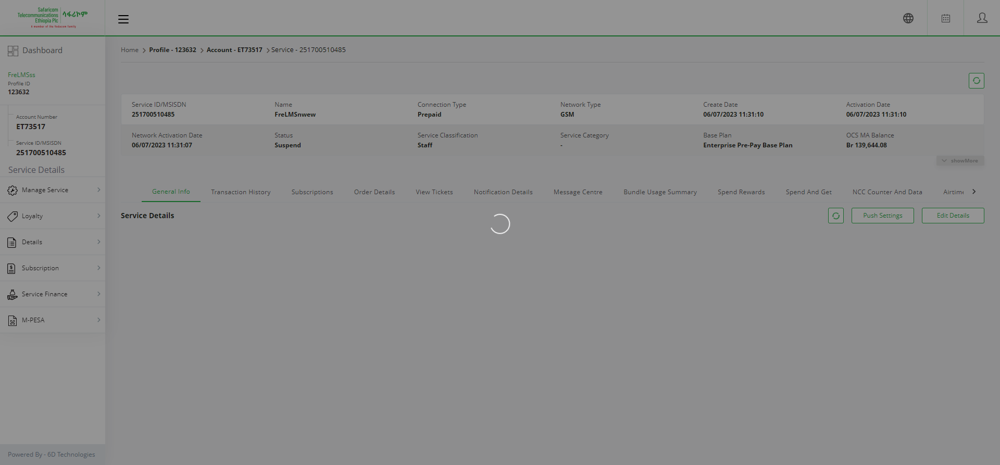 Safaricom
Telecommunications
Ethiopia Plc
ሳፋሪኮም
A member of the Vodacom family
Home
Profile - 123632
Account - ET73517
Service - 251700510485
Dashboard
FreLMSss
Profile ID
123632
Account Number
ET73517
Service ID/MSISDN
251700510485
Service Details
Manage Service
Loyalty
Details
Subscription
Service Finance
M-PESA
Powered By - 6D Technologies
Service ID/MSISDN
251700510485
Name
FreLMSnwew
Connection Type
Prepaid
Network Type
GSM
Create Date
06/07/2023 11:31:10
Activation Date
06/07/2023 11:31:10
Network Activation Date
06/07/2023 11:31:07
Status
Suspend
Service Classification
Staff
Service Category
-
Base Plan
Enterprise Pre-Pay Base Plan
OCS MA Balance
Br 139,644.08
showMore
General Info
Transaction History
Subscriptions
Order Details
View Tickets
Notification Details
Message Centre
Bundle Usage Summary
Spend Rewards
Spend And Get
NCC Counter And Data
Airtime
Service Details
Push Settings
Edit Details